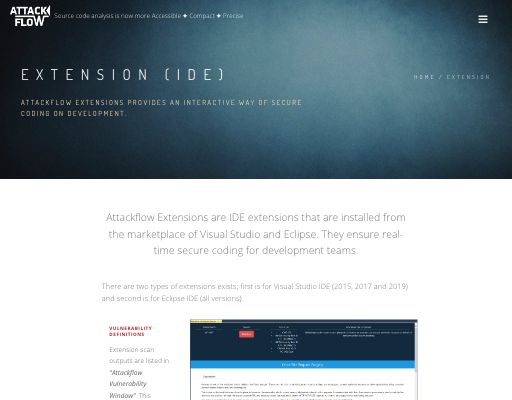 ATTACK
FLOW
Source code analysis is now more Accessible ✦ Compact ✦ Precise
EXTENSION (IDE)
HOME / EXTENSION
ATTACKFLOW EXTENSIONS PROVIDES AN INTERACTIVE WAY OF SECURE
CODING ON DEVELOPMENT.
Attackflow Extensions are IDE extensions that are installed from
the marketplace of Visual Studio and Eclipse. They ensure real-
time secure coding for development teams.
There are two types of extensions exists; first is for Visual Studio IDE (2015, 2017 and 2019)
and second is for Eclipse IDE (all versions)
VULNERABILITY
DEFINITIONS
Extension scan
outputs are listed in
"Attackflow
Vulnerability
Window". This